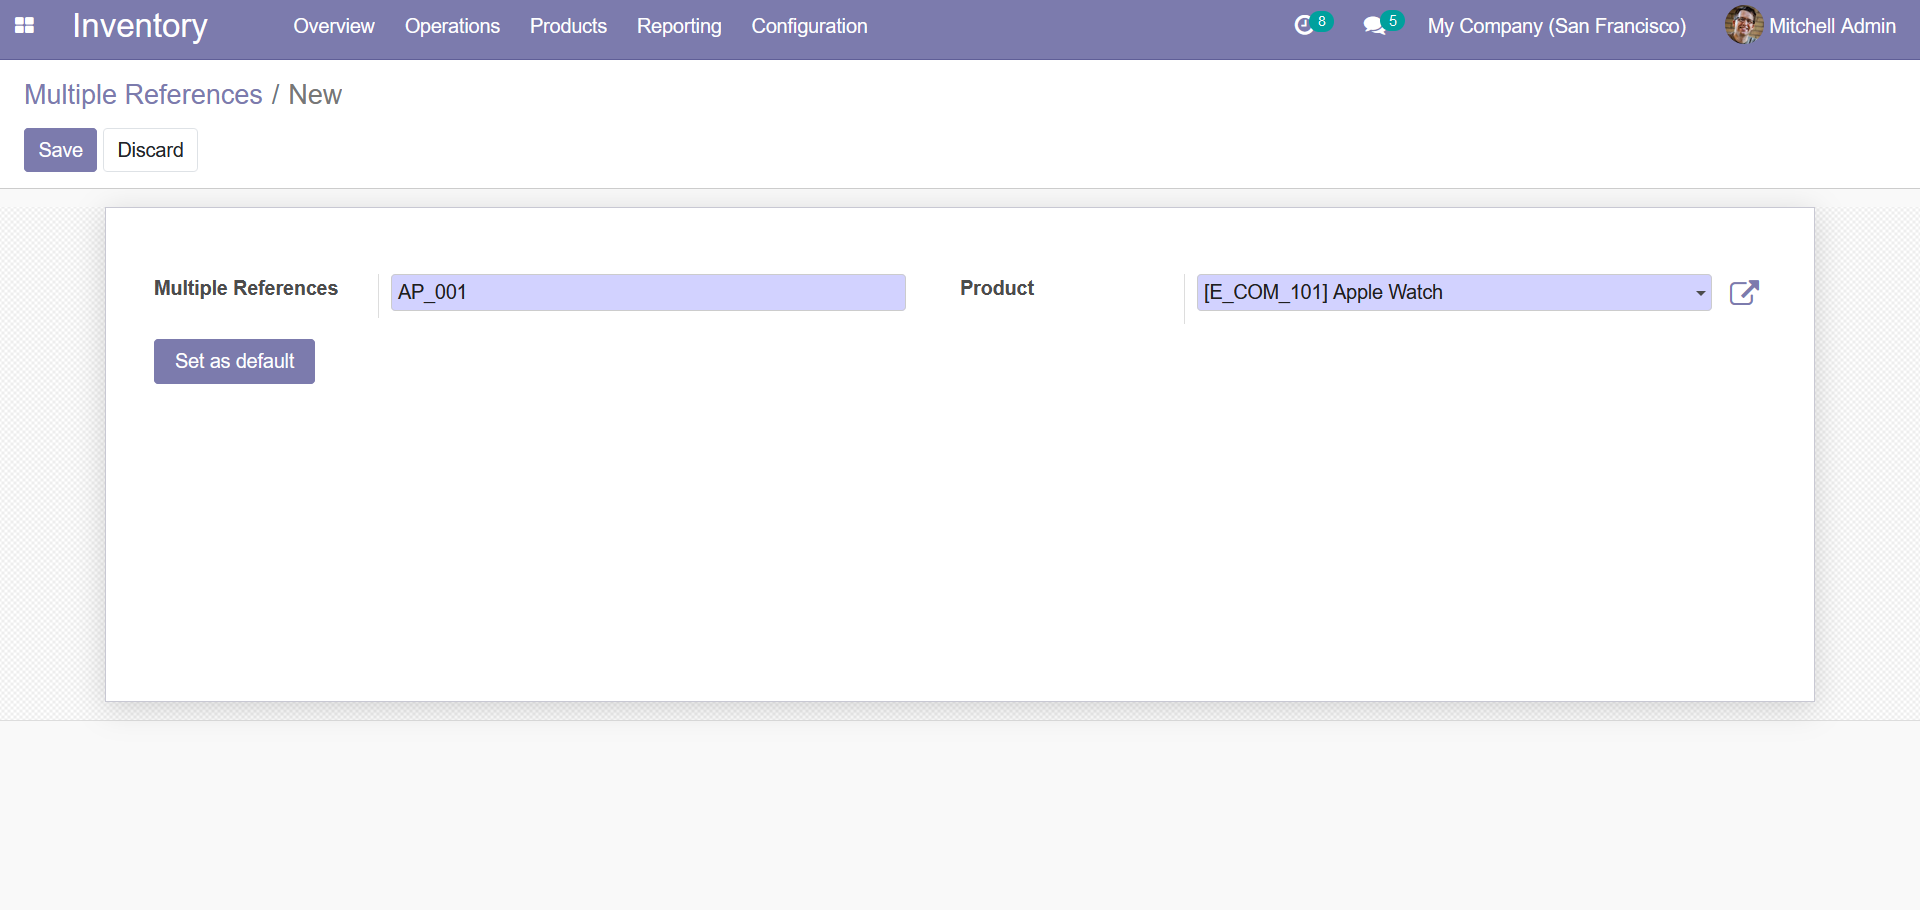 Inventory Overview Operations Products Reporting Configuration 8 5 My Company (San Francisco) Mitchell Admin
Multiple References / New
Save Discard
Multiple References AP_001 Product [E_COM_101] Apple Watch
Set as default